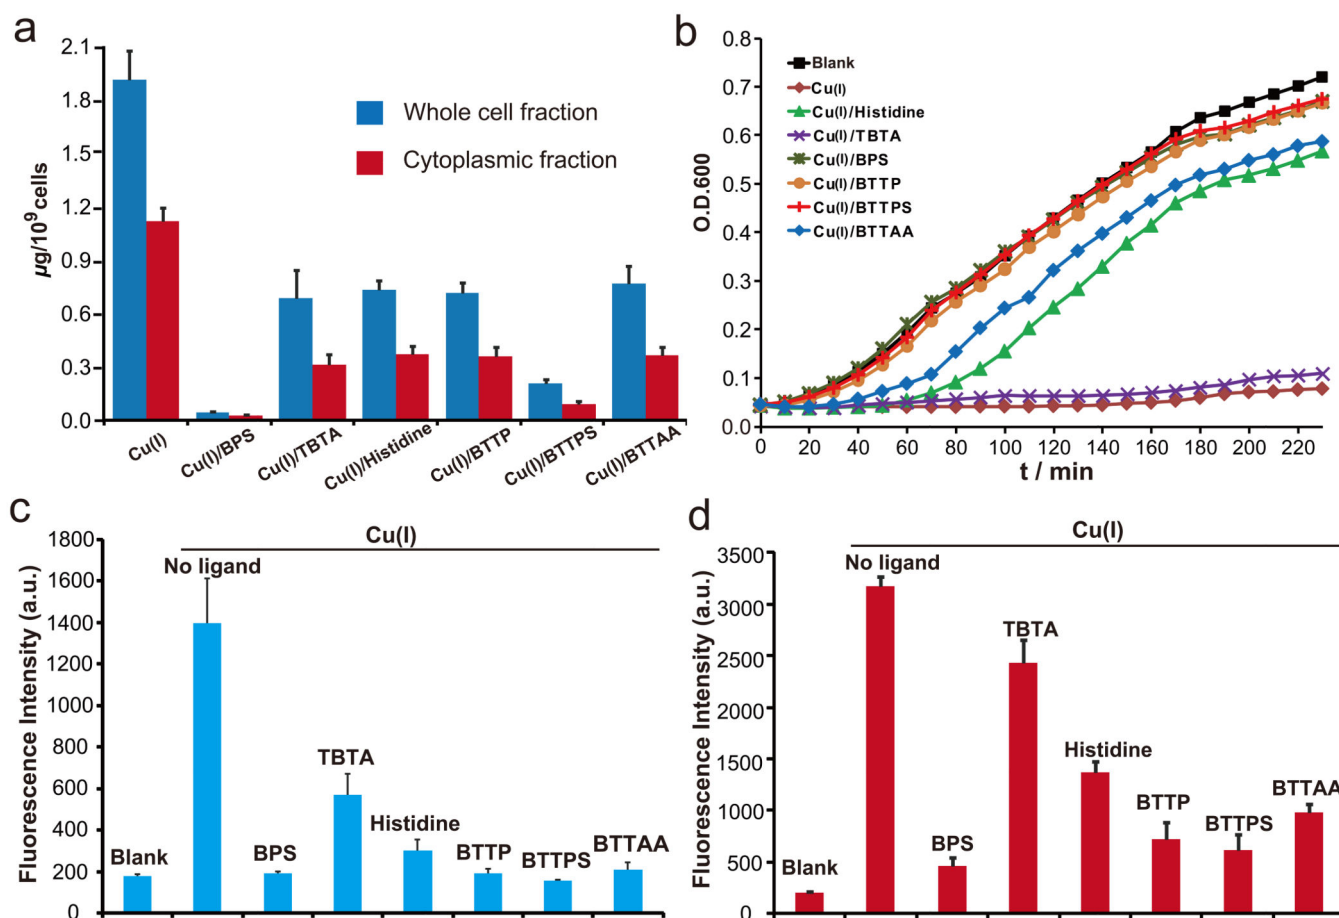 a
2.1
1.8
1.5
1.2
0.9
0.6
0.3
0.0
µg/10⁹ cells
Whole cell fraction
Cytoplasmic fraction
Cu(I)
Cu(I)/BPS
Cu(I)/TBTA
Cu(I)/Histidine
Cu(I)/BTTP
Cu(I)/BTTPS
Cu(I)/BTTAA
b
0.8
0.7
0.6
0.5
0.4
0.3
0.2
0.1
0.0
O.D.600
Blank
Cu(I)
Cu(I)/Histidine
Cu(I)/TBTA
Cu(I)/BPS
Cu(I)/BTTP
Cu(I)/BTTPS
Cu(I)/BTTAA
0 20 40 60 80 100 120 140 160 180 200 220
t / min
c
Cu(I)
1800
1600
1400
1200
1000
800
600
400
200
0
Fluorescence Intensity (a.u.)
Blank
No ligand
BPS
TBTA
Histidine
BTTP
BTTPS
BTTAA
d
Cu(I)
3500
3000
2500
2000
1500
1000
500
0
Fluorescence Intensity (a.u.)
Blank
No ligand
BPS
TBTA
Histidine
BTTP
BTTPS
BTTAA